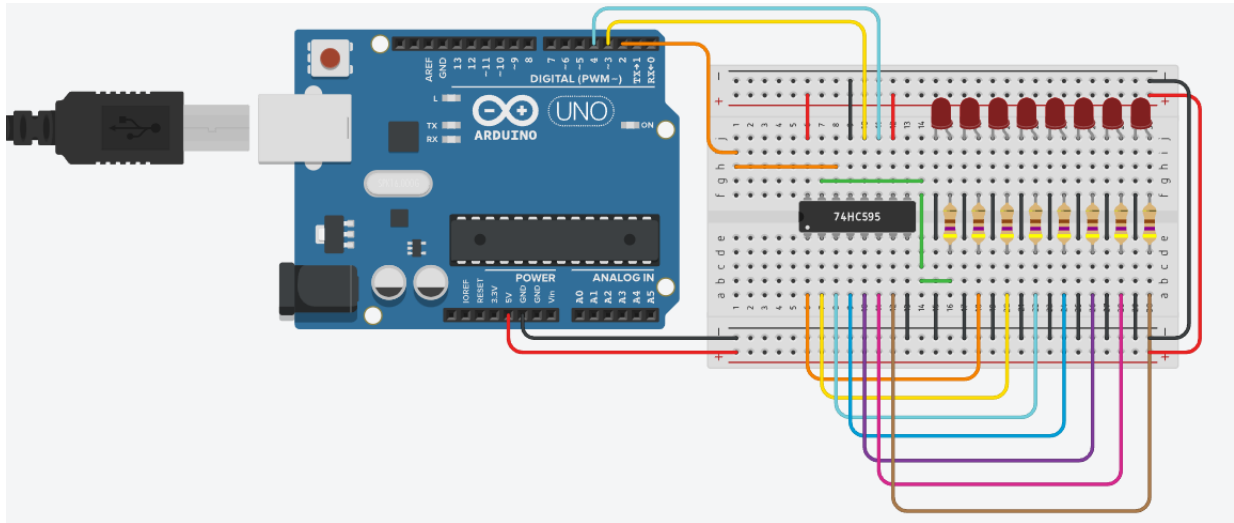 AREF
GND
13
12
~11
~10
~9
8
7
~6
~5
4
~3
2
TX→1
RX←0
DIGITAL (PWM~)
L
TX
RX
ARDUINO
UNO
ON
POWER
ANALOG IN
IOREF
RESET
3.3V
5V
GND
GND
Vin
A0
A1
A2
A3
A4
A5
74HC595
j
i
h
g
f
e
d
c
b
a
j
i
h
g
f
e
d
c
b
a